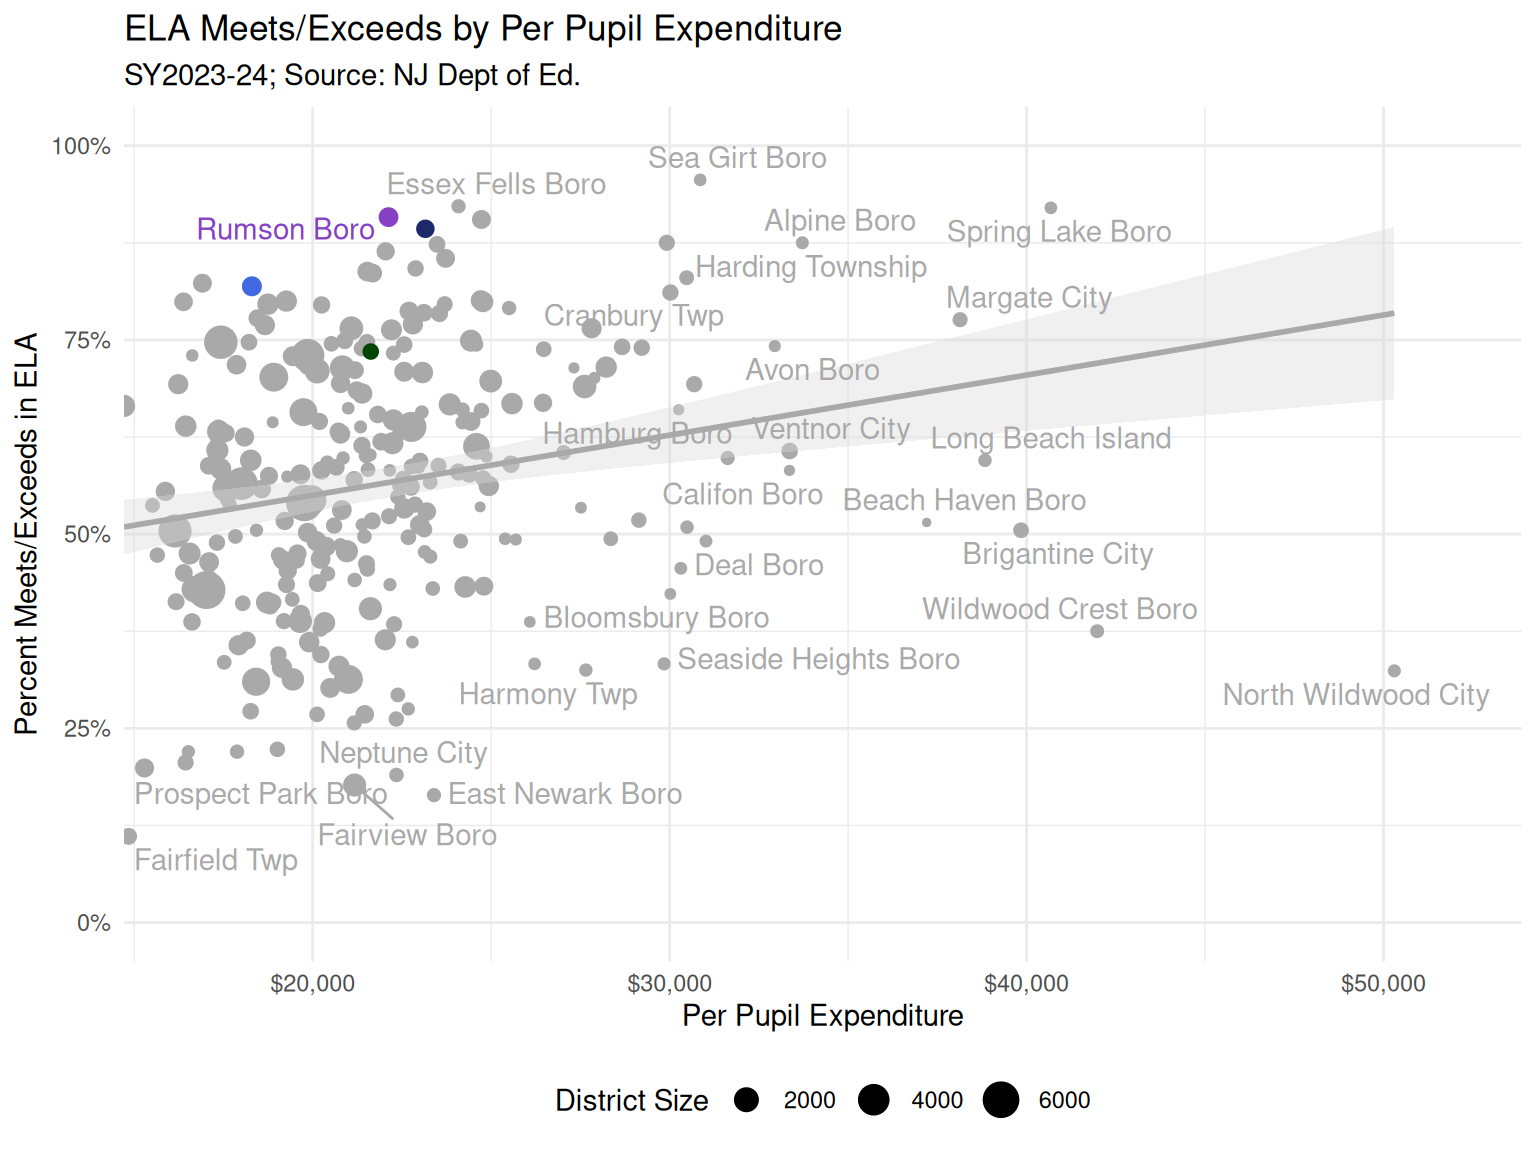 ELA Meets/Exceeds by Per Pupil Expenditure
SY2023-24; Source: NJ Dept of Ed.
Percent Meets/Exceeds in ELA
100%
75%
50%
25%
0%
Sea Girt Boro
Essex Fells Boro
Alpine Boro
Rumson Boro
Spring Lake Boro
Harding Township
Margate City
Cranbury Twp
Avon Boro
Hamburg Boro
Ventnor City
Long Beach Island
Califon Boro
Beach Haven Boro
Brigantine City
Deal Boro
Wildwood Crest Boro
Bloomsbury Boro
Seaside Heights Boro
Harmony Twp
North Wildwood City
Neptune City
Prospect Park Boro
East Newark Boro
Fairview Boro
Fairfield Twp
$20,000
$30,000
$40,000
$50,000
Per Pupil Expenditure
District Size
2000
4000
6000